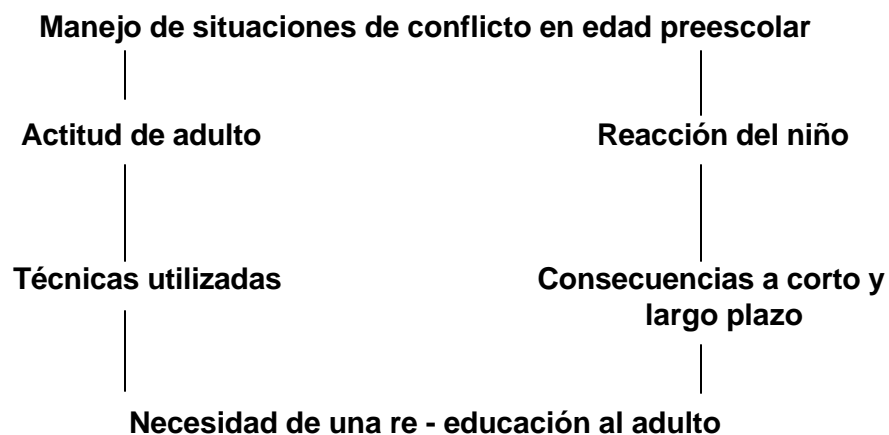 Manejo de situaciones de conflicto en edad preescolar
Actitud de adulto
Reacción del niño
Técnicas utilizadas
Consecuencias a corto y
largo plazo
Necesidad de una re - educación al adulto